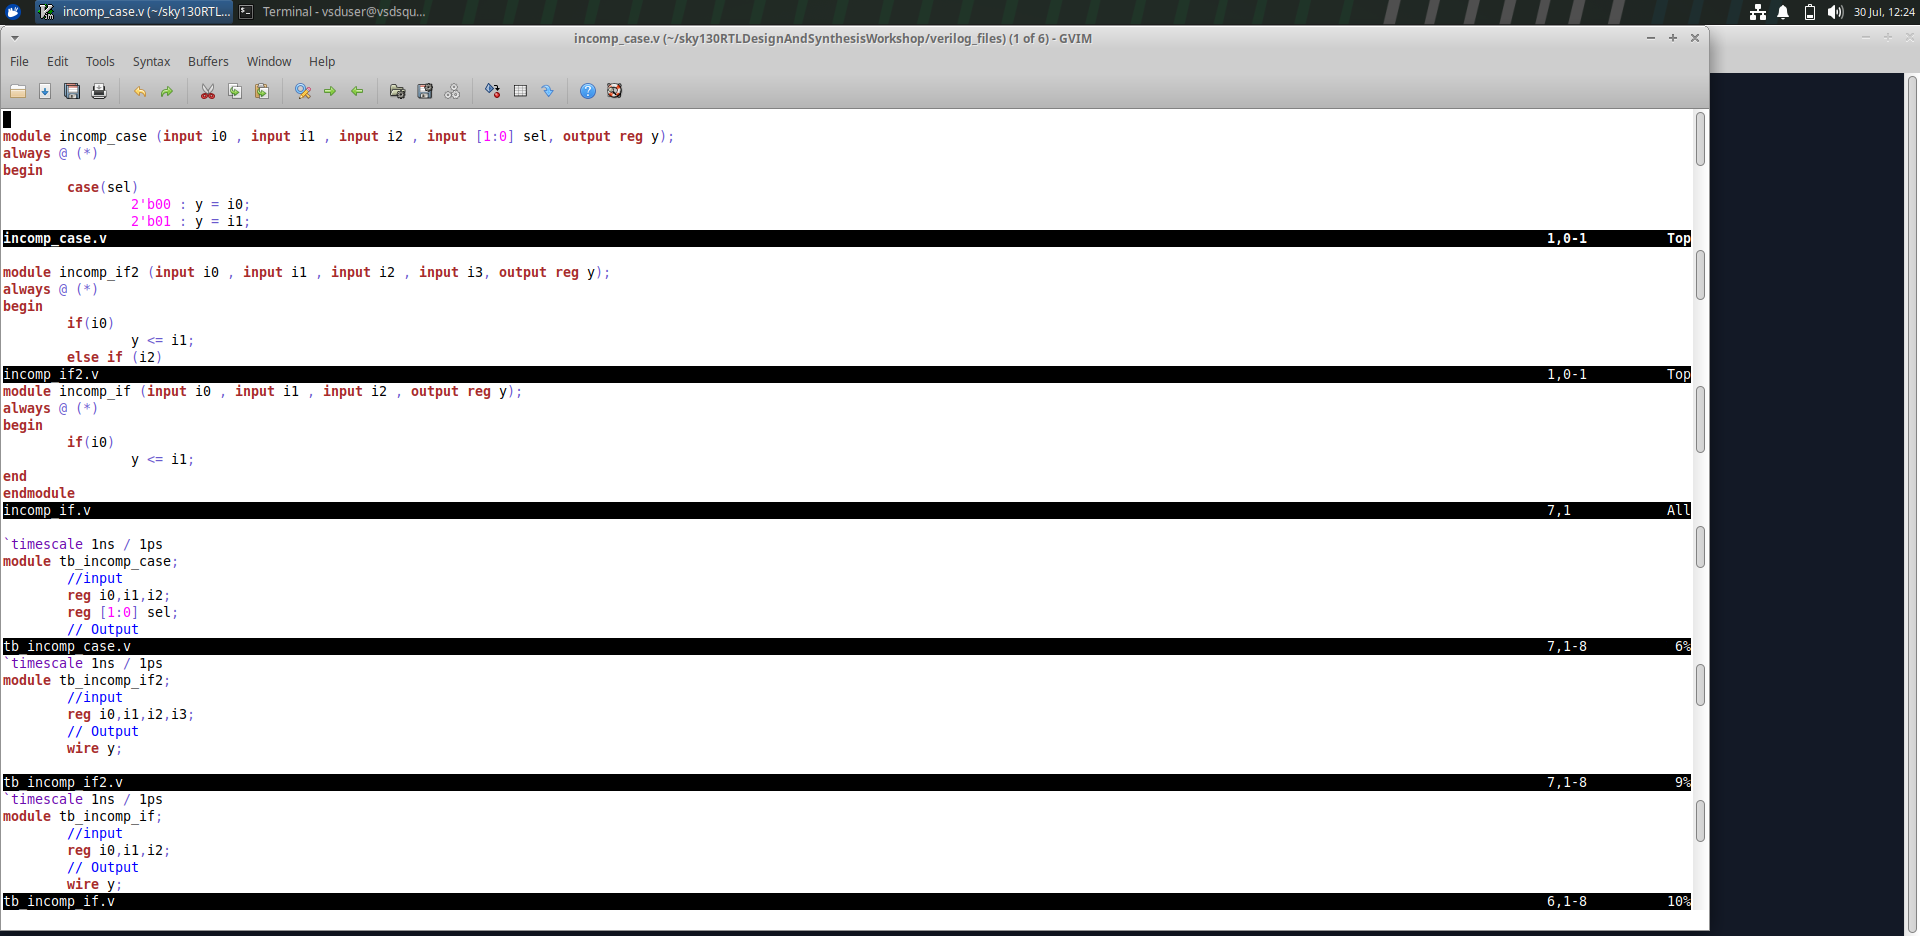 incomp_case.v (~/sky130RTL... Terminal - vsduser@vsdsqu... 30 Jul, 12:24
incomp_case.v (~/sky130RTLDesignAndSynthesisWorkshop/verilog_files) (1 of 6) - GVIM
File Edit Tools Syntax Buffers Window Help
module incomp_case (input i0 , input i1 , input i2 , input [1:0] sel, output reg y);
always @ (*)
begin
case(sel)
2'b00 : y = i0;
2'b01 : y = i1;
incomp_case.v 1,0-1 Top
module incomp_if2 (input i0 , input i1 , input i2 , input i3, output reg y);
always @ (*)
begin
if(i0)
y <= i1;
else if (i2)
incomp_if2.v 1,0-1 Top
module incomp_if (input i0 , input i1 , input i2 , output reg y);
always @ (*)
begin
if(i0)
y <= i1;
end
endmodule
incomp_if.v 7,1 All
`timescale 1ns / 1ps
module tb_incomp_case;
//input
reg i0,i1,i2;
reg [1:0] sel;
// Output
tb_incomp_case.v 7,1-8 6%
`timescale 1ns / 1ps
module tb_incomp_if2;
//input
reg i0,i1,i2,i3;
// Output
wire y;
tb_incomp_if2.v 7,1-8 9%
`timescale 1ns / 1ps
module tb_incomp_if;
//input
reg i0,i1,i2;
// Output
wire y;
tb_incomp_if.v 6,1-8 10%